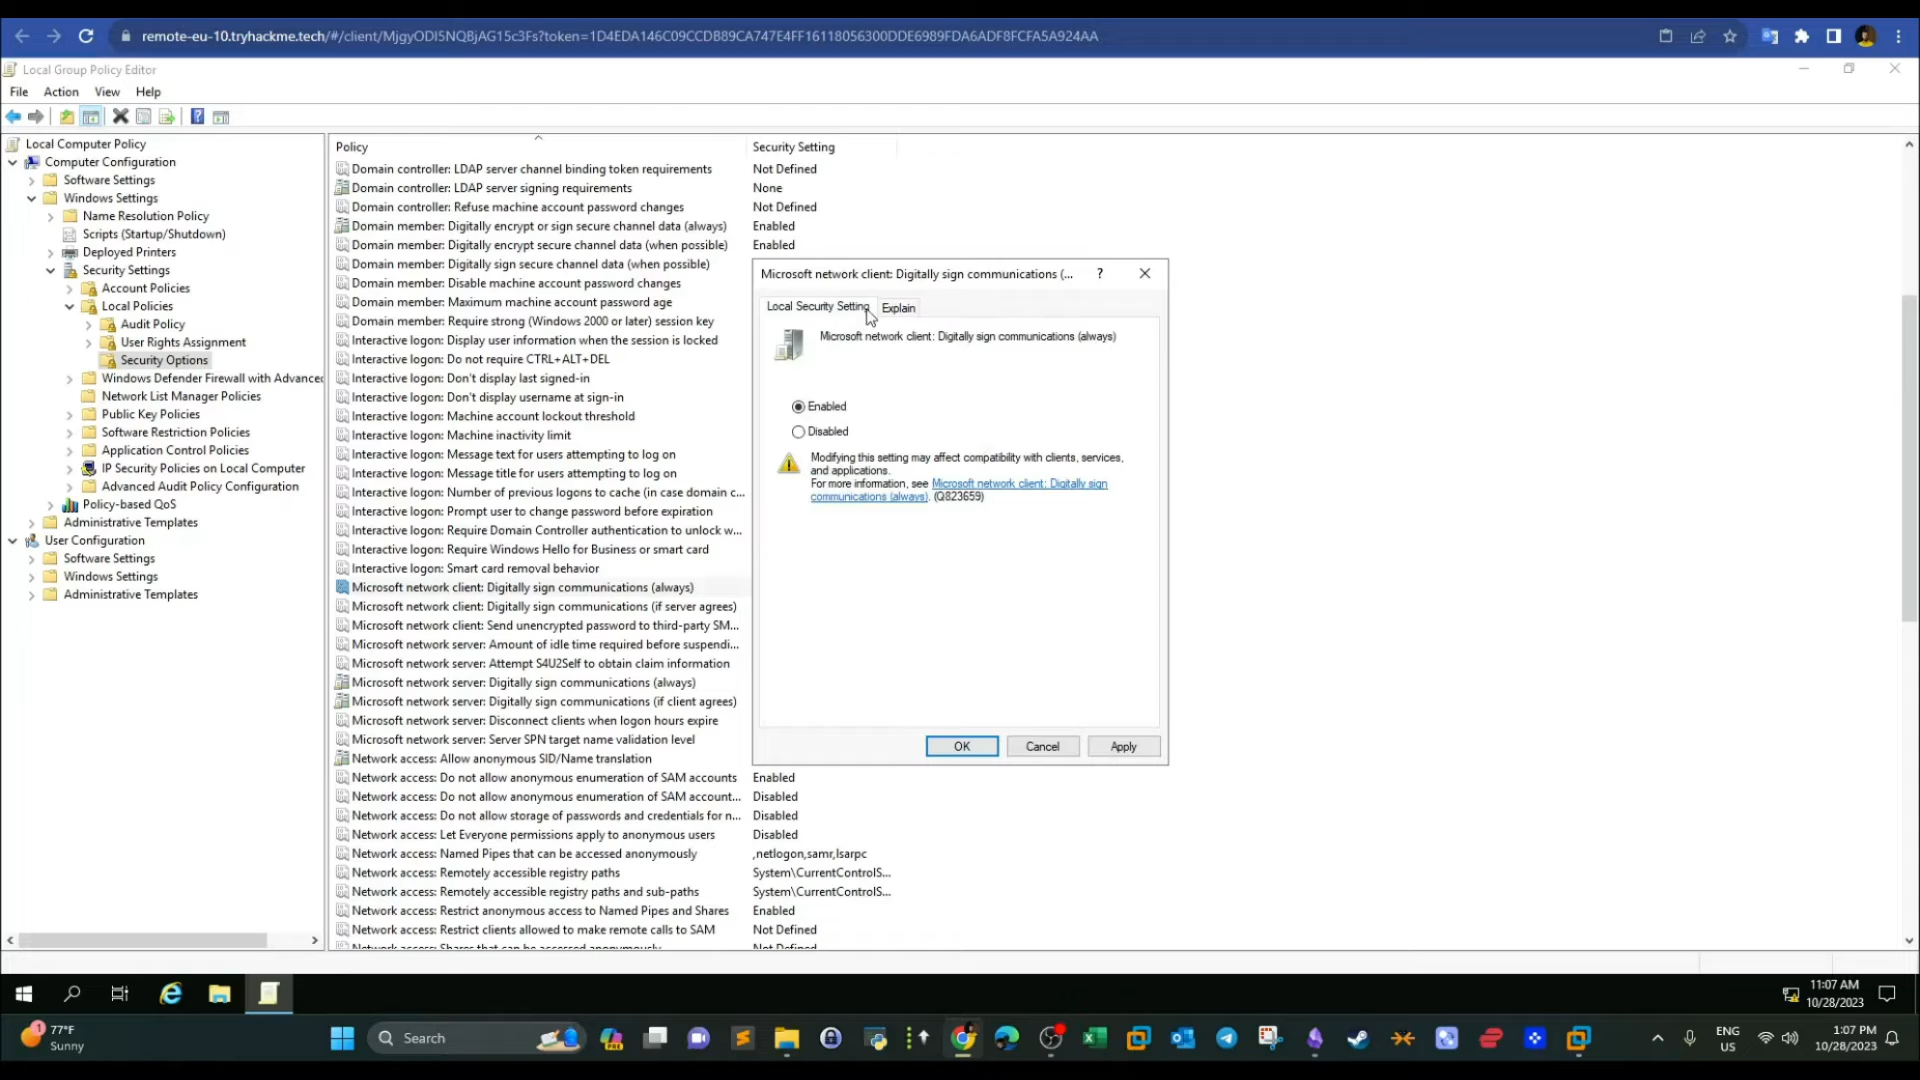 remote-eu-10.tryhackme.tech/#/client/MjgyODI5NQBjAG15c3Fs?token=1D4EDA146C09CCDB89CA747E4FF16118056300DDE6989FDA6ADF8FCFA5A924AA
Local Group Policy Editor
File Action View Help
Local Computer Policy
Computer Configuration
Software Settings
Windows Settings
Name Resolution Policy
Scripts (Startup/Shutdown)
Deployed Printers
Security Settings
Account Policies
Local Policies
Audit Policy
User Rights Assignment
Security Options
Windows Defender Firewall with Advanced
Network List Manager Policies
Public Key Policies
Software Restriction Policies
Application Control Policies
IP Security Policies on Local Computer
Advanced Audit Policy Configuration
Policy-based QoS
Administrative Templates
User Configuration
Software Settings
Windows Settings
Administrative Templates
Policy Security Setting
Domain controller: LDAP server channel binding token requirements Not Defined
Domain controller: LDAP server signing requirements None
Domain controller: Refuse machine account password changes Not Defined
Domain member: Digitally encrypt or sign secure channel data (always) Enabled
Domain member: Digitally encrypt secure channel data (when possible) Enabled
Domain member: Digitally sign secure channel data (when possible)
Domain member: Disable machine account password changes
Domain member: Maximum machine account password age
Domain member: Require strong (Windows 2000 or later) session key
Interactive logon: Display user information when the session is locked
Interactive logon: Do not require CTRL+ALT+DEL
Interactive logon: Don't display last signed-in
Interactive logon: Don't display username at sign-in
Interactive logon: Machine account lockout threshold
Interactive logon: Machine inactivity limit
Interactive logon: Message text for users attempting to log on
Interactive logon: Message title for users attempting to log on
Interactive logon: Number of previous logons to cache (in case domain c...
Interactive logon: Prompt user to change password before expiration
Interactive logon: Require Domain Controller authentication to unlock w...
Interactive logon: Require Windows Hello for Business or smart card
Interactive logon: Smart card removal behavior
Microsoft network client: Digitally sign communications (always)
Microsoft network client: Digitally sign communications (if server agrees)
Microsoft network client: Send unencrypted password to third-party SM...
Microsoft network server: Amount of idle time required before suspendi...
Microsoft network server: Attempt S4U2Self to obtain claim information
Microsoft network server: Digitally sign communications (always)
Microsoft network server: Digitally sign communications (if client agrees)
Microsoft network server: Disconnect clients when logon hours expire
Microsoft network server: Server SPN target name validation level
Network access: Allow anonymous SID/Name translation
Network access: Do not allow anonymous enumeration of SAM accounts Enabled
Network access: Do not allow anonymous enumeration of SAM account... Disabled
Network access: Do not allow storage of passwords and credentials for n... Disabled
Network access: Let Everyone permissions apply to anonymous users Disabled
Network access: Named Pipes that can be accessed anonymously ,netlogon,samr,lsarpc
Network access: Remotely accessible registry paths System\CurrentControlS...
Network access: Remotely accessible registry paths and sub-paths System\CurrentControlS...
Network access: Restrict anonymous access to Named Pipes and Shares Enabled
Network access: Restrict clients allowed to make remote calls to SAM Not Defined
Network access: Shares that can be accessed anonymously Not Defined
Microsoft network client: Digitally sign communications (... ?
Local Security Setting Explain
Microsoft network client: Digitally sign communications (always)
Enabled
Disabled
Modifying this setting may affect compatibility with clients, services,
and applications.
For more information, see Microsoft network client: Digitally sign
communications (always). (Q823659)
OK Cancel Apply
11:07 AM
10/28/2023
1
77°F
Sunny
Search
PRE
ENG
US
1:07 PM
10/28/2023